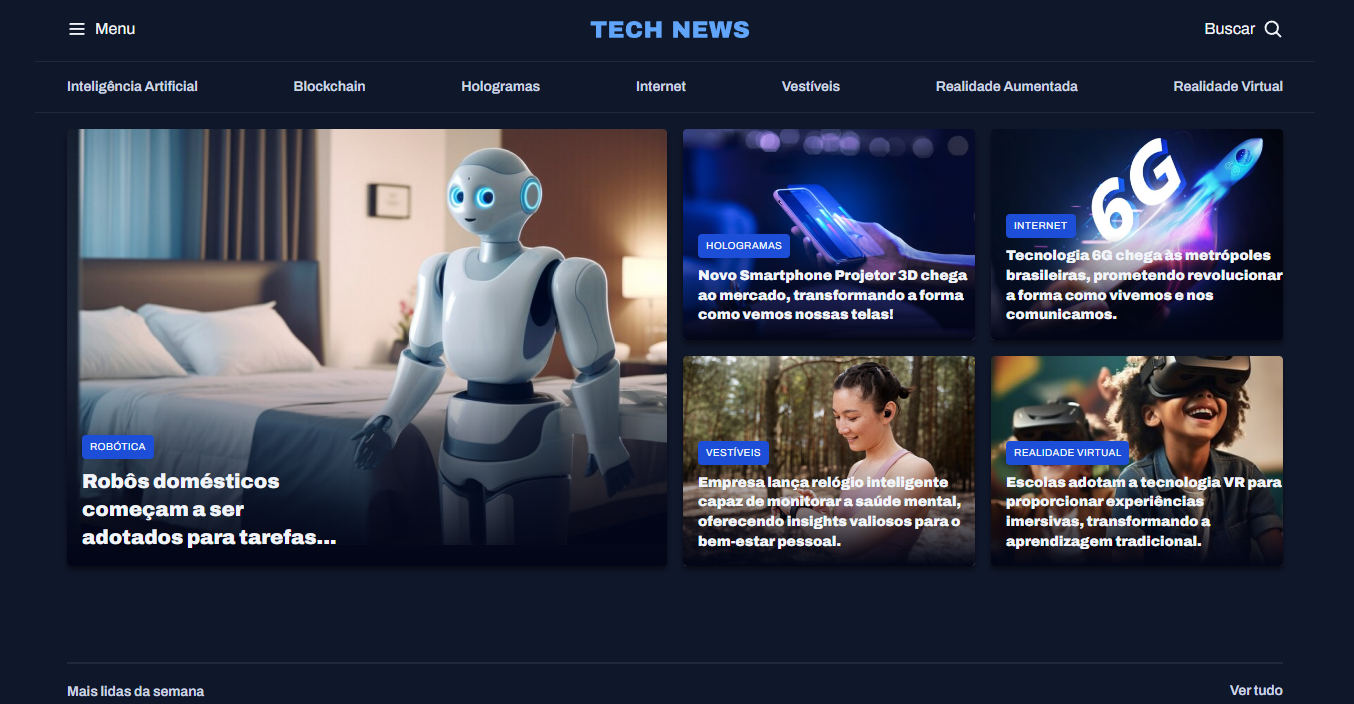 Menu
TECH NEWS
Buscar
Inteligência Artificial
Blockchain
Hologramas
Internet
Vestíveis
Realidade Aumentada
Realidade Virtual
ROBÓTICA
Robôs domésticos
começam a ser
adotados para tarefas...
HOLOGRAMAS
Novo Smartphone Projetor 3D chega
ao mercado, transformando a forma
como vemos nossas telas!
6G
INTERNET
Tecnologia 6G chega às metrópoles
brasileiras, prometendo revolucionar
a forma como vivemos e nos
comunicamos.
VESTÍVEIS
Empresa lança relógio inteligente
capaz de monitorar a saúde mental,
oferecendo insights valiosos para o
bem-estar pessoal.
REALIDADE VIRTUAL
Escolas adotam a tecnologia VR para
proporcionar experiências
imersivas, transformando a
aprendizagem tradicional.
Mais lidas da semana
Ver tudo